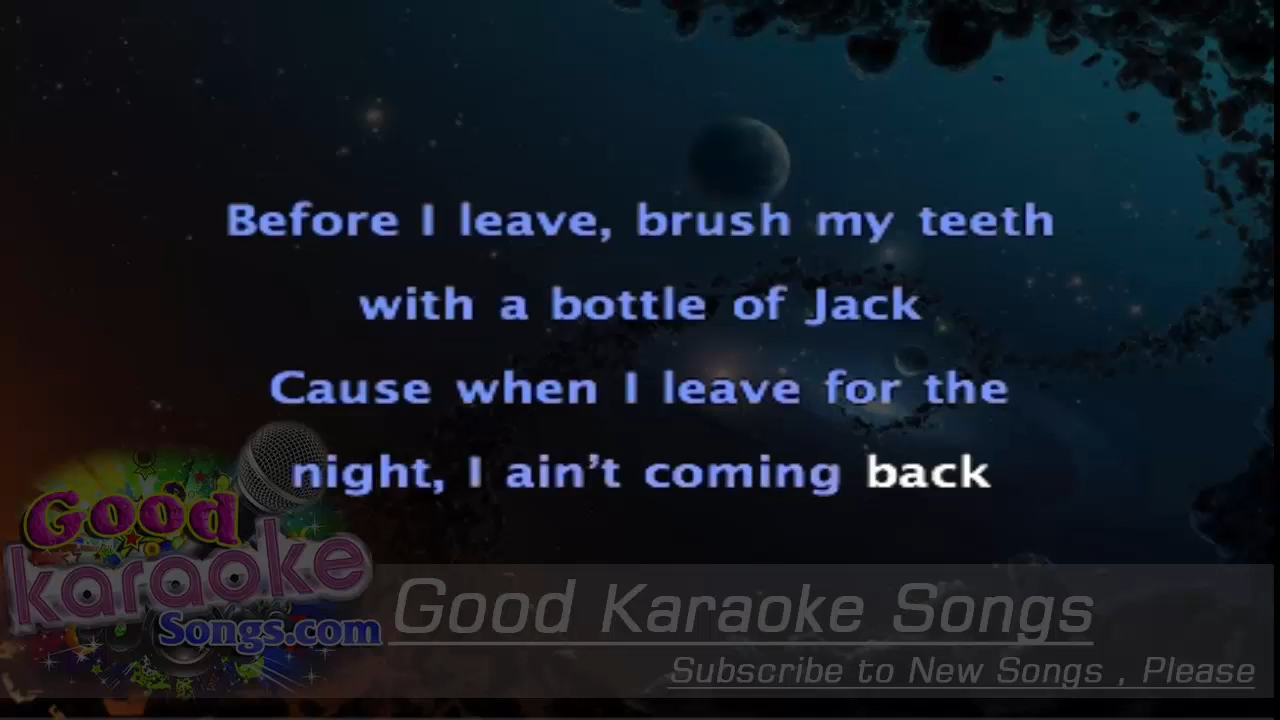 Before I leave, brush my teeth
with a bottle of Jack
Cause when I leave for the
night, I ain’t coming back
Good
karaoke
Songs.com
Good Karaoke Songs
Subscribe to New Songs , Please